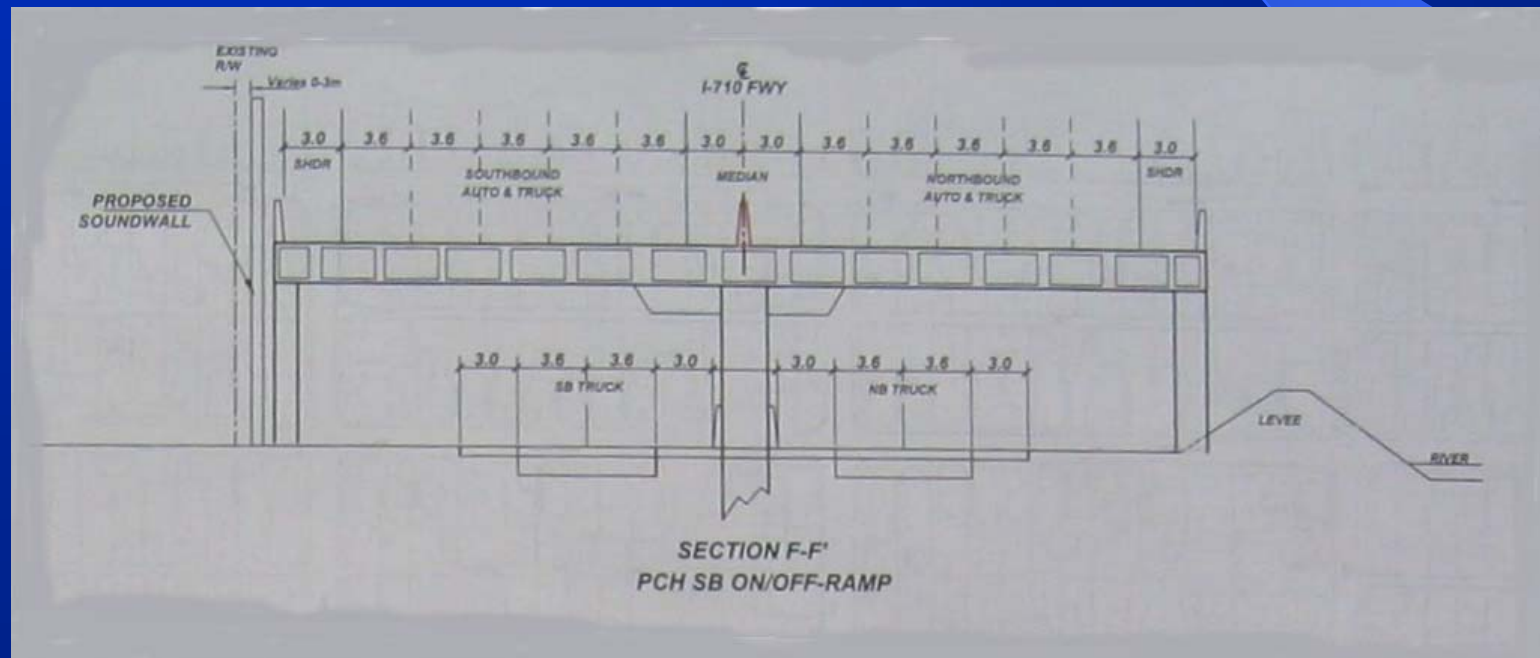 EXISTING
R/W
Varies 0-3m
℄
I-710 FWY
3.0 3.6 3.6 3.6 3.6 3.6 3.0 3.0 3.6 3.6 3.6 3.6 3.6 3.0
SHDR
SOUTHBOUND
AUTO & TRUCK
MEDIAN
NORTHBOUND
AUTO & TRUCK
SHDR
PROPOSED
SOUNDWALL
3.0 3.6 3.6 3.0 3.0 3.6 3.6 3.0
SB TRUCK
NB TRUCK
LEVEE
RIVER
SECTION F-F'
PCH SB ON/OFF-RAMP